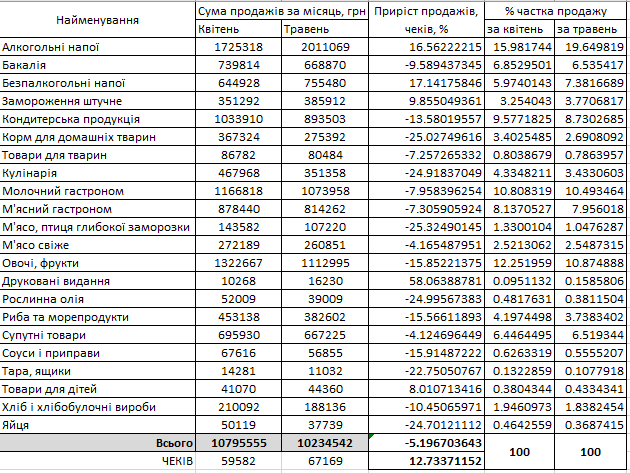 Найменування Сума продажів за місяць, грн Приріст продажів, чеків, % % частка продажу
Квітень Травень за квітень за травень
Алкогольні напої 1725318 2011069 16.56222215 15.981744 19.649819
Бакалія 739814 668870 -9.589437345 6.8529501 6.535417
Безпалкогольні напої 644928 755480 17.14175846 5.9740143 7.3816689
Замороження штучне 351292 385912 9.855049361 3.254043 3.7706817
Кондитерська продукція 1033910 893503 -13.58019557 9.5771825 8.7302685
Корм для домашніх тварин 367324 275392 -25.02749616 3.4025485 2.6908092
Товари для тварин 86782 80484 -7.257265332 0.8038679 0.7863957
Кулінарія 467968 351358 -24.91837049 4.3348211 3.4330603
Молочний гастроном 1166818 1073958 -7.958396254 10.808319 10.493464
М'ясний гастроном 878440 814262 -7.305905924 8.1370527 7.956018
М'ясо, птиця глибокої заморозки 143582 107220 -25.32490145 1.3300104 1.0476287
М'ясо свіже 272189 260851 -4.165487951 2.5213062 2.5487315
Овочі, фрукти 1322667 1112995 -15.85221375 12.251959 10.874888
Друковані видання 10268 16230 58.06388781 0.0951132 0.1585806
Рослинна олія 52009 39009 -24.99567383 0.4817631 0.3811504
Риба та морепродукти 453138 382602 -15.56611893 4.1974498 3.7383402
Супутні товари 695930 667225 -4.124696449 6.4464495 6.519344
Соуси і приправи 67616 56855 -15.91487222 0.6263319 0.5555207
Тара, ящики 14281 11032 -22.75050767 0.1322859 0.1077918
Товари для дітей 41070 44360 8.010713416 0.3804344 0.4334341
Хліб і хлібобулочні вироби 210092 188136 -10.45065971 1.9460973 1.8382454
Яйця 50119 37739 -24.70121112 0.4642559 0.3687415
Всього 10795555 10234542 -5.196703643 100 100
ЧЕКІВ 59582 67169 12.73371152